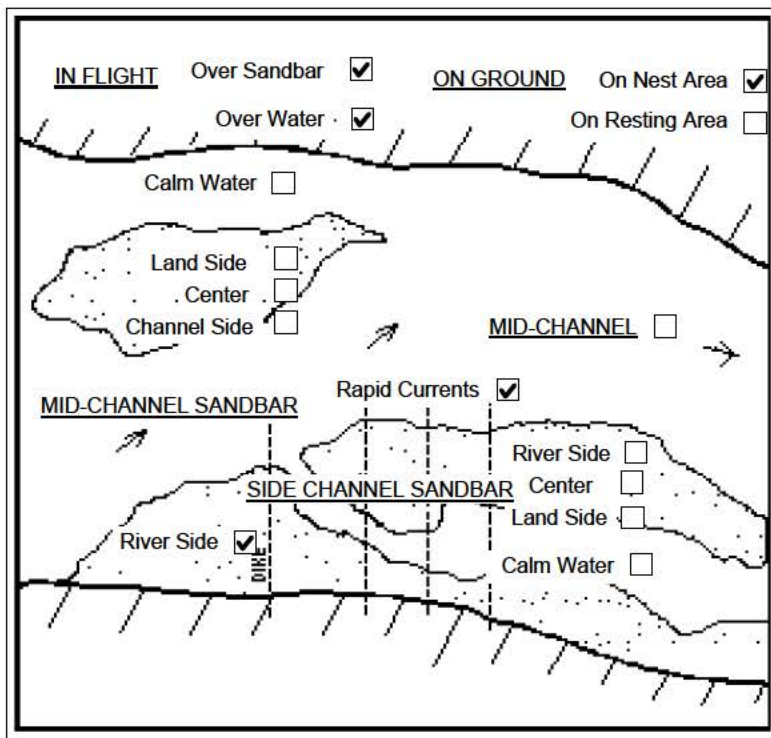 IN FLIGHT Over Sandbar ON GROUND On Nest Area
Over Water On Resting Area
Calm Water
Land Side
Center
Channel Side
MID-CHANNEL
Rapid Currents
MID-CHANNEL SANDBAR
River Side
SIDE CHANNEL SANDBAR Center
Land Side
River Side
DIKE
Calm Water